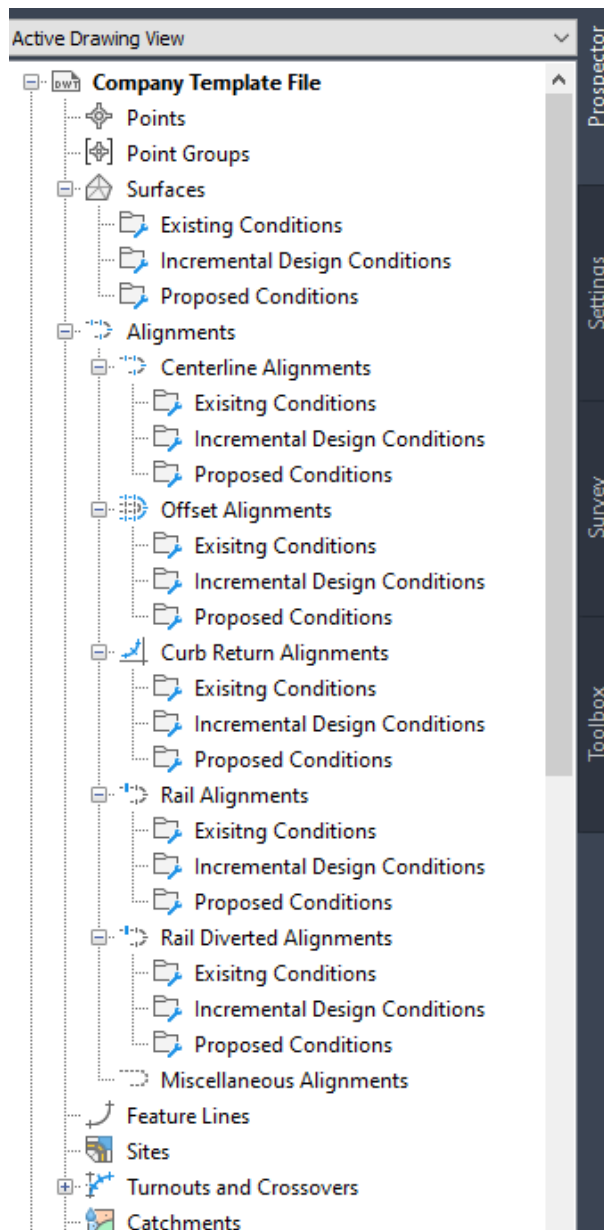 Active Drawing View
DWT Company Template File
Points
Point Groups
Surfaces
Existing Conditions
Incremental Design Conditions
Proposed Conditions
Alignments
Centerline Alignments
Exisitng Conditions
Incremental Design Conditions
Proposed Conditions
Offset Alignments
Exisitng Conditions
Incremental Design Conditions
Proposed Conditions
Curb Return Alignments
Exisitng Conditions
Incremental Design Conditions
Proposed Conditions
Rail Alignments
Exisitng Conditions
Incremental Design Conditions
Proposed Conditions
Rail Diverted Alignments
Exisitng Conditions
Incremental Design Conditions
Proposed Conditions
Miscellaneous Alignments
Feature Lines
Sites
Turnouts and Crossovers
Catchments
Prospector
Settings
Survey
Toolbox